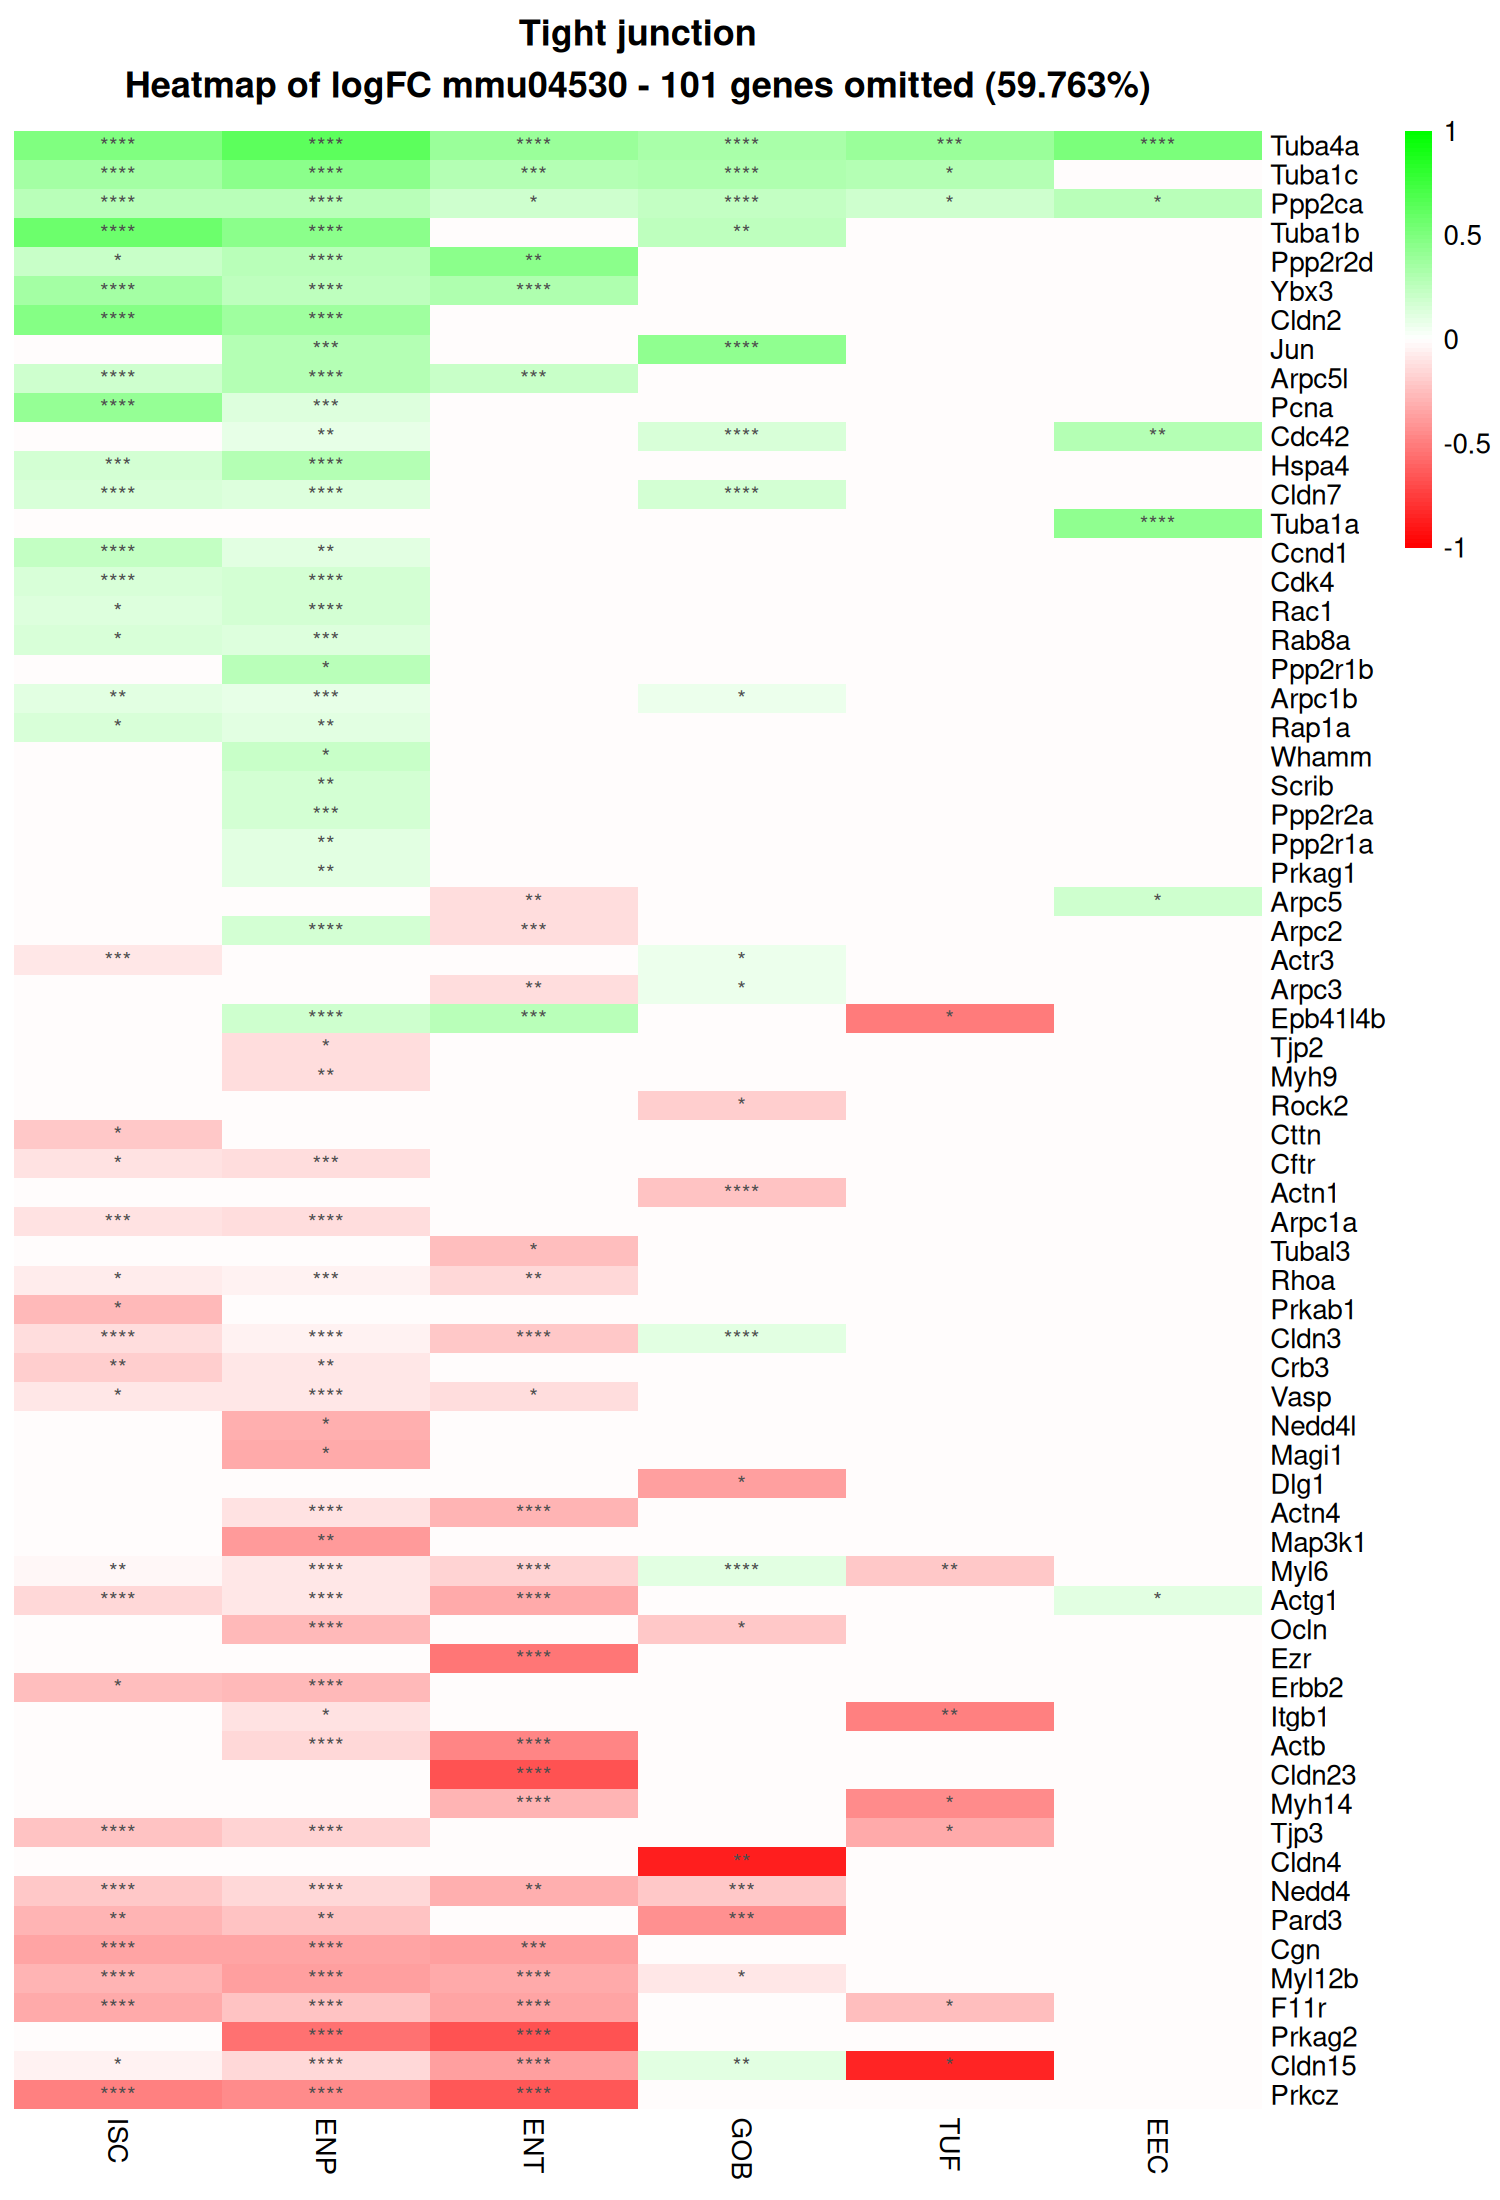 Tight junction
Heatmap of logFC mmu04530 - 101 genes omitted (59.763%)
**** **** **** **** *** **** Tuba4a
**** **** *** **** * Tuba1c
**** **** * **** * * Ppp2ca
**** **** ** Tuba1b
* **** ** Ppp2r2d
**** **** **** Ybx3
**** **** Cldn2
*** **** Jun
**** **** *** Arpc5l
**** *** Pcna
** **** ** Cdc42
*** **** Hspa4
**** **** **** Cldn7
**** Tuba1a
**** ** Ccnd1
**** **** Cdk4
* **** Rac1
* *** Rab8a
* Ppp2r1b
** *** * Arpc1b
* ** Rap1a
* Whamm
** Scrib
*** Ppp2r2a
** Ppp2r1a
** Prkag1
** * Arpc5
**** *** Arpc2
*** * Actr3
** * Arpc3
**** *** * Epb41l4b
* Tjp2
** Myh9
* Rock2
* Cttn
* *** Cftr
**** Actn1
*** **** Arpc1a
* Tubal3
* *** ** Rhoa
* Prkab1
**** **** **** **** Cldn3
** ** Crb3
* **** * Vasp
* Nedd4l
* Magi1
* Dlg1
**** **** Actn4
** Map3k1
** **** **** **** ** Myl6
**** **** **** * Actg1
**** * Ocln
**** Ezr
* **** Erbb2
* ** Itgb1
**** **** Actb
**** Cldn23
**** * Myh14
**** **** * Tjp3
** Cldn4
**** **** ** *** Nedd4
** ** *** Pard3
**** **** *** Cgn
**** **** **** * Myl12b
**** **** **** * F11r
**** **** Prkag2
* **** **** ** * Cldn15
**** **** **** Prkcz
ISC ENP ENT GOB TUF EEC
1
0.5
0
-0.5
-1